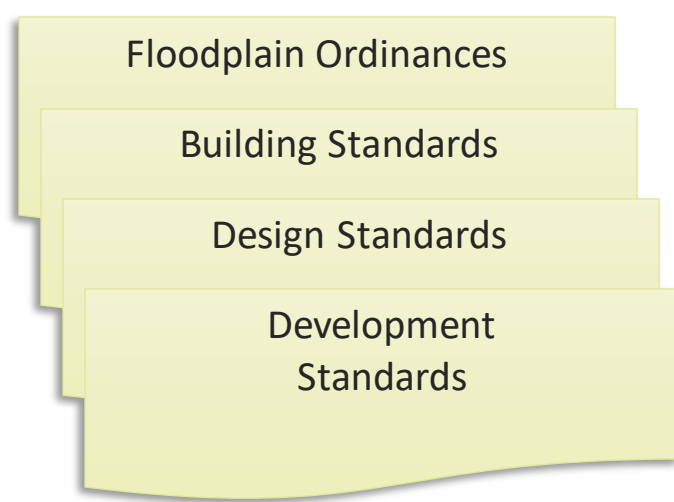 Floodplain Ordinances
Building Standards
Design Standards
Development
Standards